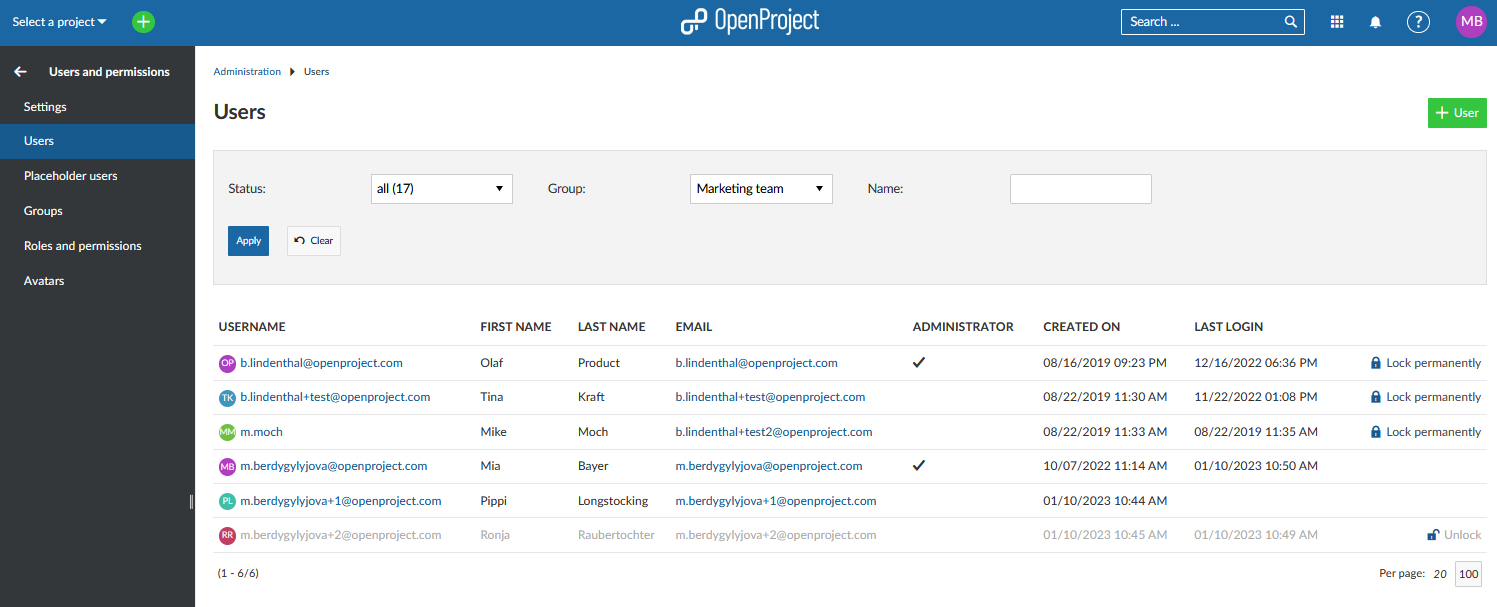 Select a project
OpenProject
Search ...
?
MB
Users and permissions
Settings
Users
Placeholder users
Groups
Roles and permissions
Avatars
Administration Users
Users
User
Status: all (17) Group: Marketing team Name:
Apply Clear
USERNAME FIRST NAME LAST NAME EMAIL ADMINISTRATOR CREATED ON LAST LOGIN
OP b.lindenthal@openproject.com Olaf Product b.lindenthal@openproject.com 08/16/2019 09:23 PM 12/16/2022 06:36 PM Lock permanently
TK b.lindenthal+test@openproject.com Tina Kraft b.lindenthal+test@openproject.com 08/22/2019 11:30 AM 11/22/2022 01:08 PM Lock permanently
MM m.moch Mike Moch b.lindenthal+test2@openproject.com 08/22/2019 11:33 AM 08/22/2019 11:35 AM Lock permanently
MB m.berdygylyjova@openproject.com Mia Bayer m.berdygylyjova@openproject.com 10/07/2022 11:14 AM 01/10/2023 10:50 AM
PL m.berdygylyjova+1@openproject.com Pippi Longstocking m.berdygylyjova+1@openproject.com 01/10/2023 10:44 AM
RR m.berdygylyjova+2@openproject.com Ronja Raubertochter m.berdygylyjova+2@openproject.com 01/10/2023 10:45 AM 01/10/2023 10:49 AM Unlock
(1 - 6/6) Per page: 20 100